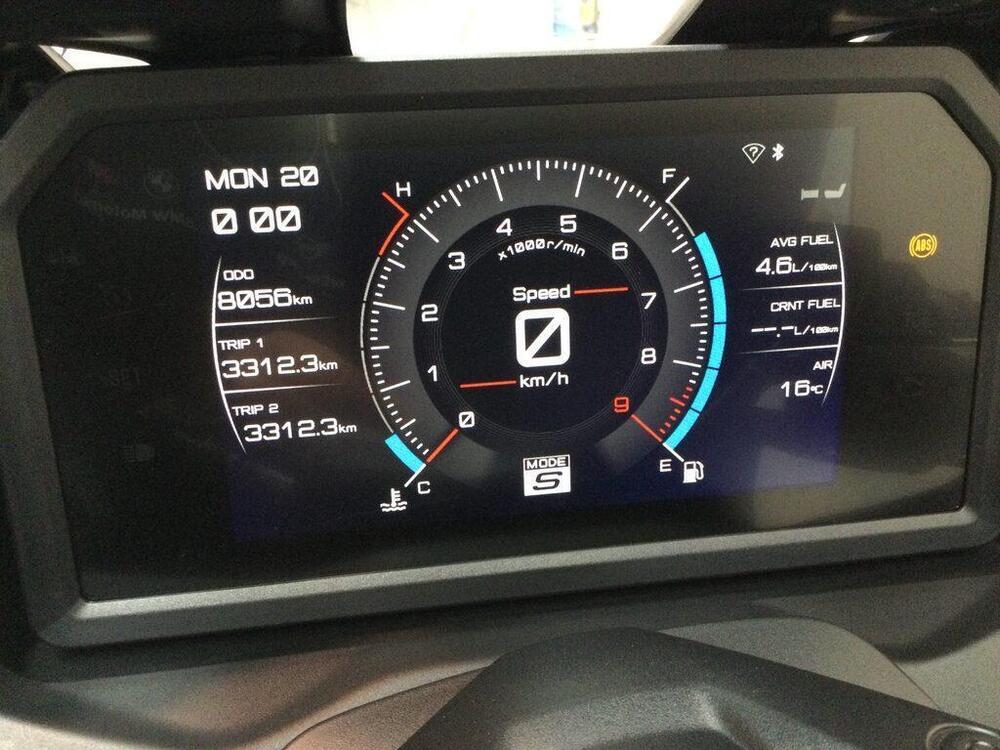 MON 20
0 00
ODO
8056km
TRIP 1
3312.3km
TRIP 2
3312.3km
H
C
F
E
0
1
2
3
4
5
6
7
8
9
x1000r/min
Speed
0
km/h
MODE
S
?
AVG FUEL
4.6L/100km
CRNT FUEL
--.-L/100km
AIR
16°C
ABS